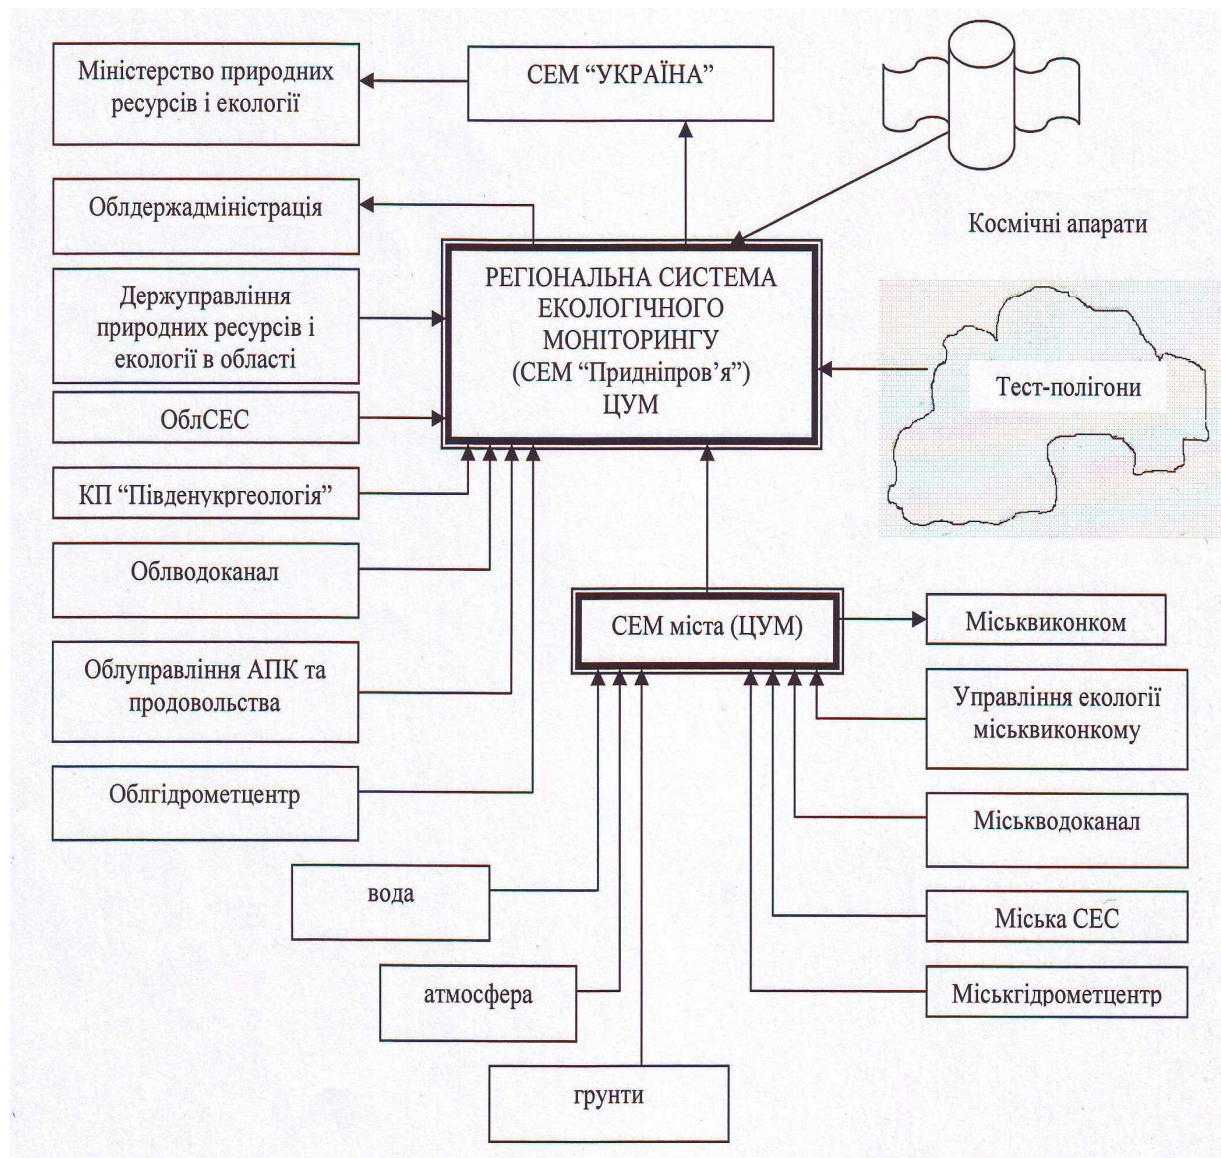 Міністерство природних
ресурсів і екології
СЕМ “УКРАЇНА”
Облдержадміністрація
Космічні апарати
Держуправління
природних ресурсів і
екології в області
РЕГІОНАЛЬНА СИСТЕМА
ЕКОЛОГІЧНОГО
МОНІТОРИНГУ
(СЕМ “Придніпров’я”)
ЦУМ
Тест-полігони
ОблСЕС
КП “Південукргеологія”
Облводоканал
Облуправління АПК та
продовольства
Облгідрометцентр
СЕМ міста (ЦУМ)
Міськвиконком
Управління екології
міськвиконкому
Міськводоканал
Міська СЕС
Міськгідрометцентр
вода
атмосфера
грунти